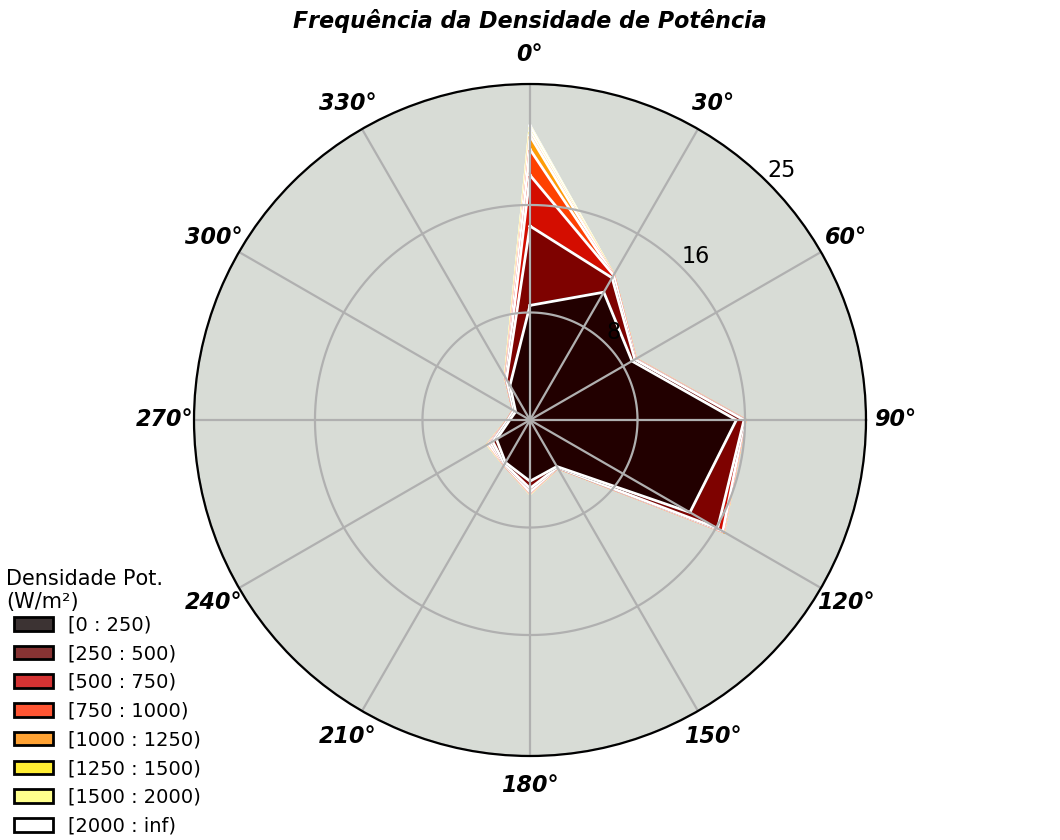 Frequência da Densidade de Potência
0°
330°
30°
25
300°
60°
16
8
270°
90°
240°
120°
210°
150°
180°
Densidade Pot.
(W/m²)
[0 : 250)
[250 : 500)
[500 : 750)
[750 : 1000)
[1000 : 1250)
[1250 : 1500)
[1500 : 2000)
[2000 : inf)